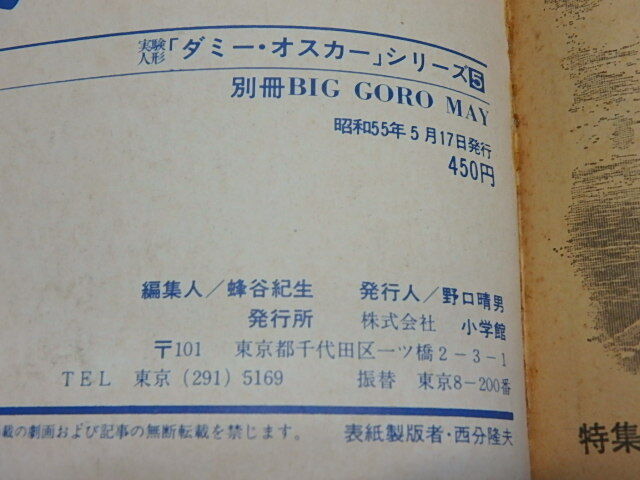 実験人形「ダミー・オスカー」シリーズ5
別冊BIG GORO MAY
昭和55年5月17日発行
450円
編集人／蜂谷紀生 発行人／野口晴男
発行所 株式会社 小学館
〒101 東京都千代田区一ツ橋2-3-1
TEL 東京(291)5169 振替 東京8-200番
載の劇画および記事の無断転載を禁じます。 表紙製版者・西分隆夫
特集